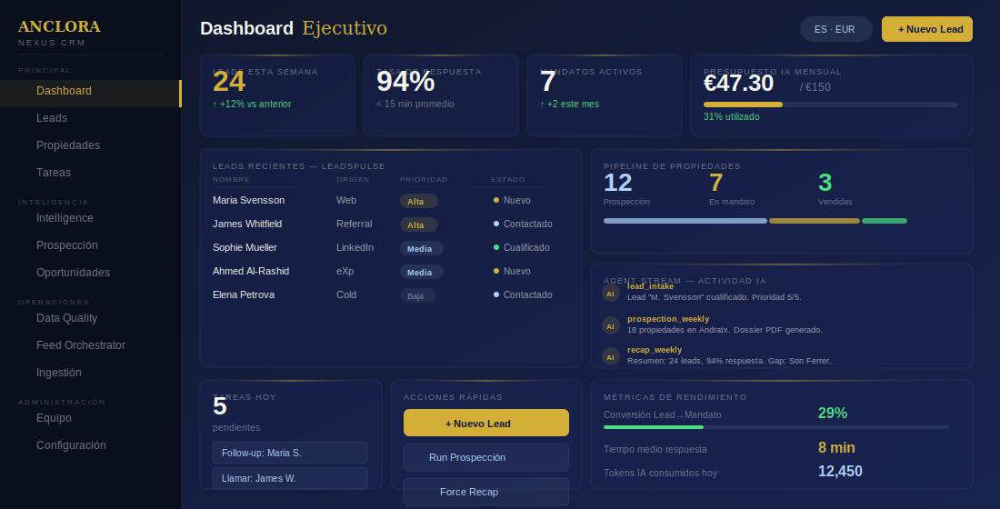 ANCLORA
NEXUS CRM
PRINCIPAL
Dashboard
Leads
Propiedades
Tareas
INTELIGENCIA
Intelligence
Prospección
Oportunidades
OPERACIONES
Data Quality
Feed Orchestrator
Ingestión
ADMINISTRACIÓN
Equipo
Configuración
Dashboard Ejecutivo
ES · EUR
+ Nuevo Lead
LEADS ESTA SEMANA
24
↑ +12% vs anterior
TASA DE RESPUESTA
94%
< 15 min promedio
MANDATOS ACTIVOS
7
↑ +2 este mes
PRESUPUESTO IA MENSUAL
€47.30 / €150
31% utilizado
LEADS RECIENTES — LEADSPULSE
NOMBRE ORIGEN PRIORIDAD ESTADO
Maria Svensson Web Alta Nuevo
James Whitfield Referral Alta Contactado
Sophie Mueller LinkedIn Media Cualificado
Ahmed Al-Rashid eXp Media Nuevo
Elena Petrova Cold Baja Contactado
PIPELINE DE PROPIEDADES
12 7 3
Prospección En mandato Vendidas
AGENT STREAM — ACTIVIDAD IA
AI lead_intake
Lead "M. Svensson" cualificado. Prioridad 5/5.
AI prospection_weekly
18 propiedades en Andratx. Dossier PDF generado.
AI recap_weekly
Resumen: 24 leads, 94% respuesta. Gap: Son Ferrer.
TAREAS HOY
5
pendientes
Follow-up: Maria S.
Llamar: James W.
ACCIONES RÁPIDAS
+ Nuevo Lead
Run Prospección
Force Recap
MÉTRICAS DE RENDIMIENTO
Conversión Lead→Mandato 29%
Tiempo medio respuesta 8 min
Tokens IA consumidos hoy 12,450